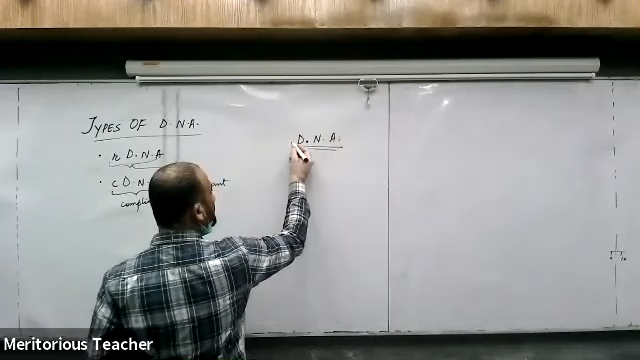 TYPES OF D.N.A.
• r D.N.A
• c D.N.
D.N.A.
Meritorious Teacher